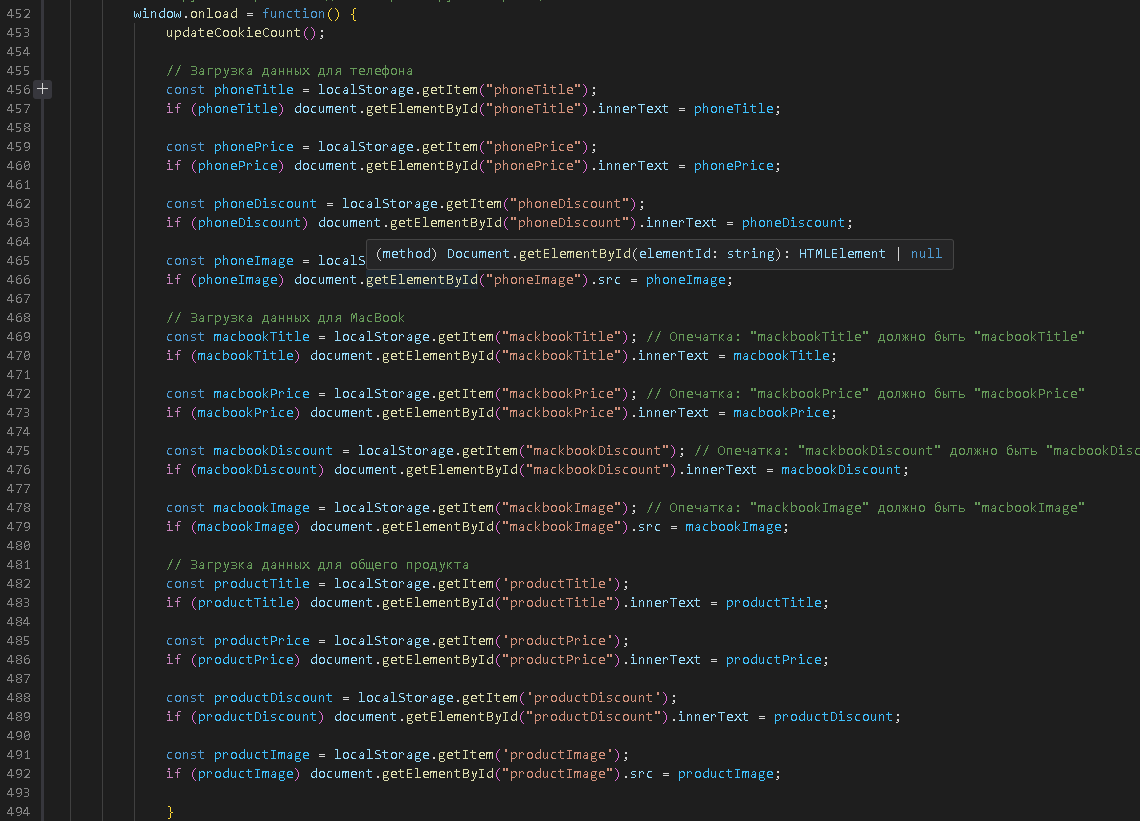 452 window.onload = function() {
453 updateCookieCount();
454
455 // Загрузка данных для телефона
456 const phoneTitle = localStorage.getItem("phoneTitle");
457 if (phoneTitle) document.getElementById("phoneTitle").innerText = phoneTitle;
458
459 const phonePrice = localStorage.getItem("phonePrice");
460 if (phonePrice) document.getElementById("phonePrice").innerText = phonePrice;
461
462 const phoneDiscount = localStorage.getItem("phoneDiscount");
463 if (phoneDiscount) document.getElementById("phoneDiscount").innerText = phoneDiscount;
464
(method) Document.getElementById(elementId: string): HTMLElement | null
465 const phoneImage = localS
466 if (phoneImage) document.getElementById("phoneImage").src = phoneImage;
467
468 // Загрузка данных для MacBook
469 const macbookTitle = localStorage.getItem("mackbookTitle"); // Опечатка: "mackbookTitle" должно быть "macbookTitle"
470 if (macbookTitle) document.getElementById("mackbookTitle").innerText = macbookTitle;
471
472 const macbookPrice = localStorage.getItem("mackbookPrice"); // Опечатка: "mackbookPrice" должно быть "macbookPrice"
473 if (macbookPrice) document.getElementById("mackbookPrice").innerText = macbookPrice;
474
475 const macbookDiscount = localStorage.getItem("mackbookDiscount"); // Опечатка: "mackbookDiscount" должно быть "macbookDisc
476 if (macbookDiscount) document.getElementById("mackbookDiscount").innerText = macbookDiscount;
477
478 const macbookImage = localStorage.getItem("mackbookImage"); // Опечатка: "mackbookImage" должно быть "macbookImage"
479 if (macbookImage) document.getElementById("mackbookImage").src = macbookImage;
480
481 // Загрузка данных для общего продукта
482 const productTitle = localStorage.getItem('productTitle');
483 if (productTitle) document.getElementById("productTitle").innerText = productTitle;
484
485 const productPrice = localStorage.getItem('productPrice');
486 if (productPrice) document.getElementById("productPrice").innerText = productPrice;
487
488 const productDiscount = localStorage.getItem('productDiscount');
489 if (productDiscount) document.getElementById("productDiscount").innerText = productDiscount;
490
491 const productImage = localStorage.getItem('productImage');
492 if (productImage) document.getElementById("productImage").src = productImage;
493
494 }